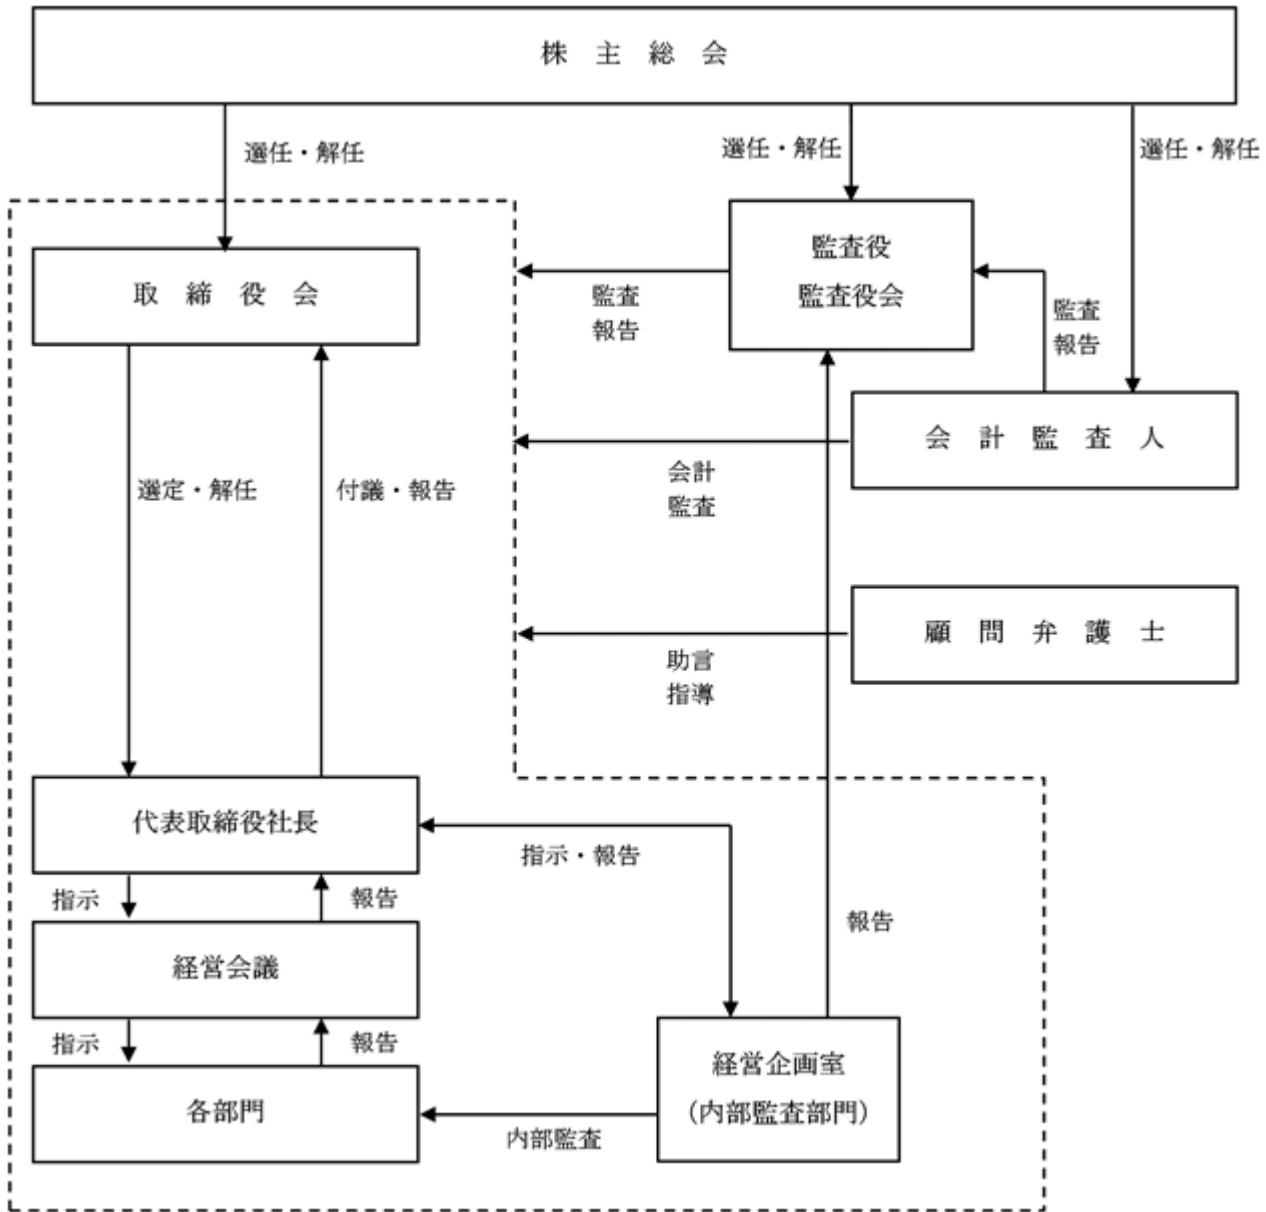 株主総会
選任・解任
選任・解任
選任・解任
取締役会
監査役
監査役会
監査
報告
監査
報告
会計監査人
会計
監査
選定・解任
付議・報告
顧問弁護士
助言
指導
代表取締役社長
指示・報告
指示
報告
経営会議
報告
指示
報告
各部門
経営企画室
（内部監査部門）
内部監査